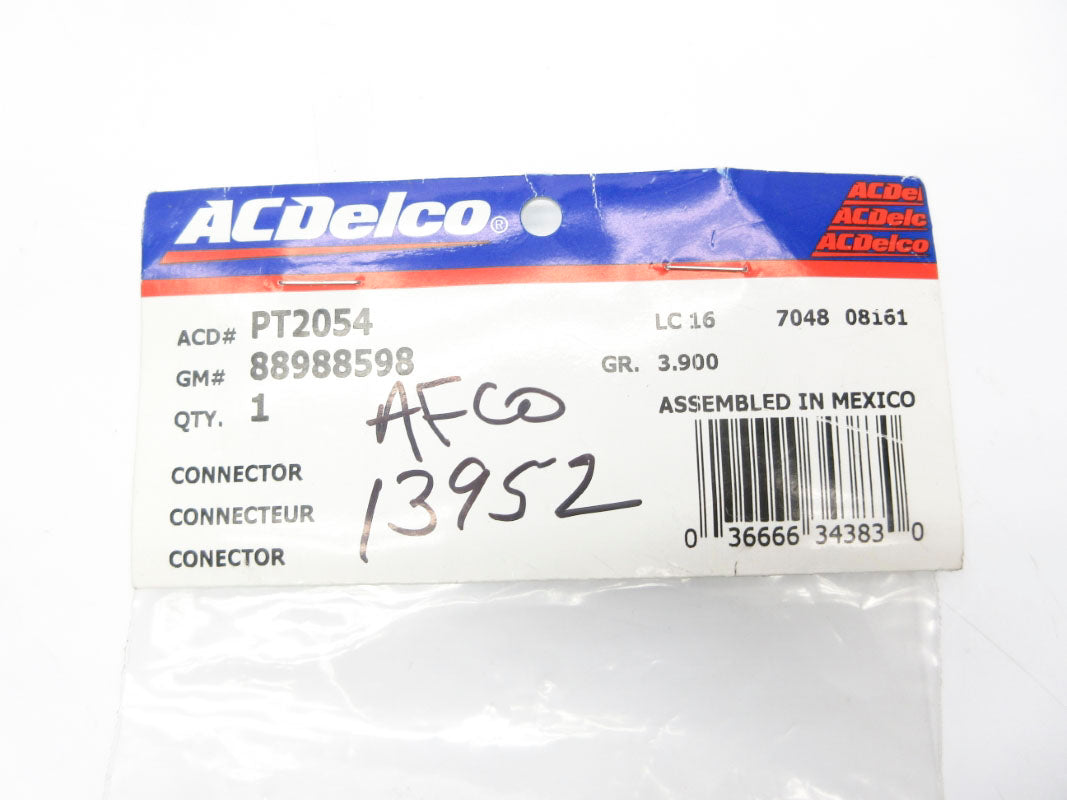 ACDelco®
ACDel
ACDelc
ACDelco
ACD# PT2054 LC 16 7048 08161
GM# 88988598 GR. 3.900
QTY. 1 ASSEMBLED IN MEXICO
AFCO
13952
CONNECTOR
CONNECTEUR
CONECTOR
0 36666 34383 0